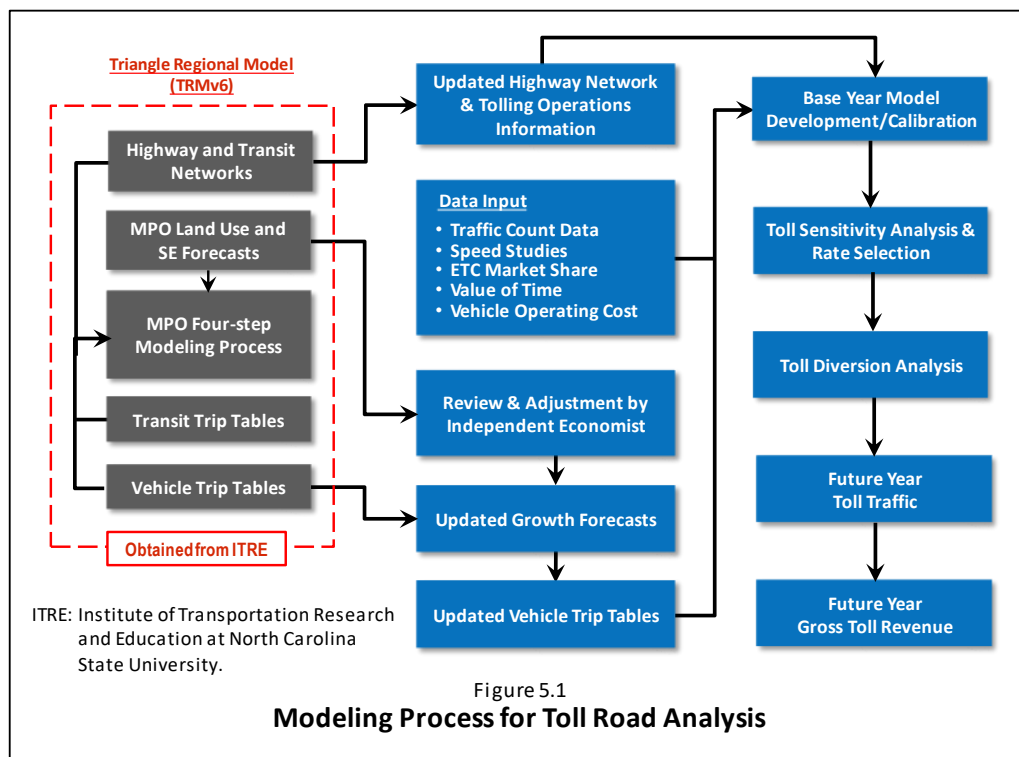 Triangle Regional Model
(TRMv6)
Highway and Transit
Networks
MPO Land Use and
SE Forecasts
MPO Four-step
Modeling Process
Transit Trip Tables
Vehicle Trip Tables
Obtained from ITRE
Updated Highway Network
& Tolling Operations
Information
Data Input
• Traffic Count Data
• Speed Studies
• ETC Market Share
• Value of Time
• Vehicle Operating Cost
Review & Adjustment by
Independent Economist
Updated Growth Forecasts
Updated Vehicle Trip Tables
Base Year Model
Development/Calibration
Toll Sensitivity Analysis &
Rate Selection
Toll Diversion Analysis
Future Year
Toll Traffic
Future Year
Gross Toll Revenue
ITRE: Institute of Transportation Research
and Education at North Carolina
State University.
Figure 5.1
Modeling Process for Toll Road Analysis